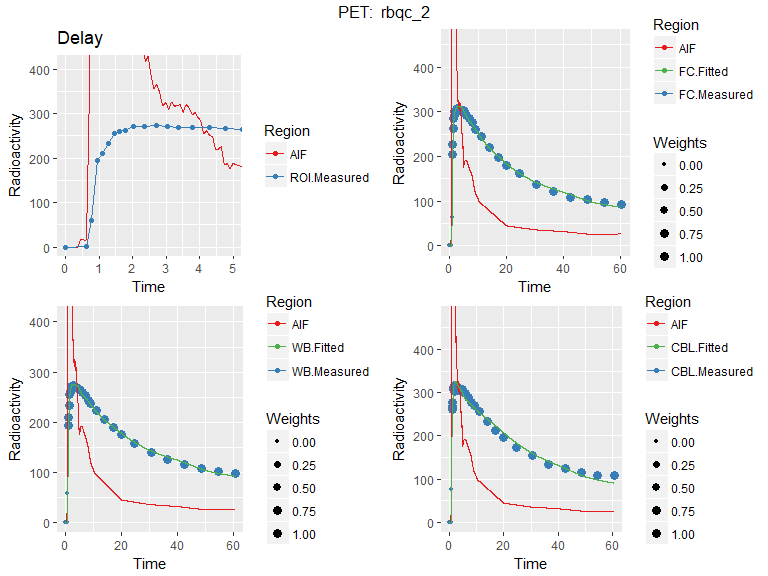 PET: rbqc_2
Delay
Radioactivity
400
300
200
100
0
0 1 2 3 4 5
Time
Region
AIF
ROI.Measured
Radioactivity
400
300
200
100
0
0 20 40 60
Time
Region
AIF
FC.Fitted
FC.Measured
Weights
0.00
0.25
0.50
0.75
1.00
Radioactivity
400
300
200
100
0
0 20 40 60
Time
Region
AIF
WB.Fitted
WB.Measured
Weights
0.00
0.25
0.50
0.75
1.00
Radioactivity
400
300
200
100
0
0 20 40 60
Time
Region
AIF
CBL.Fitted
CBL.Measured
Weights
0.00
0.25
0.50
0.75
1.00